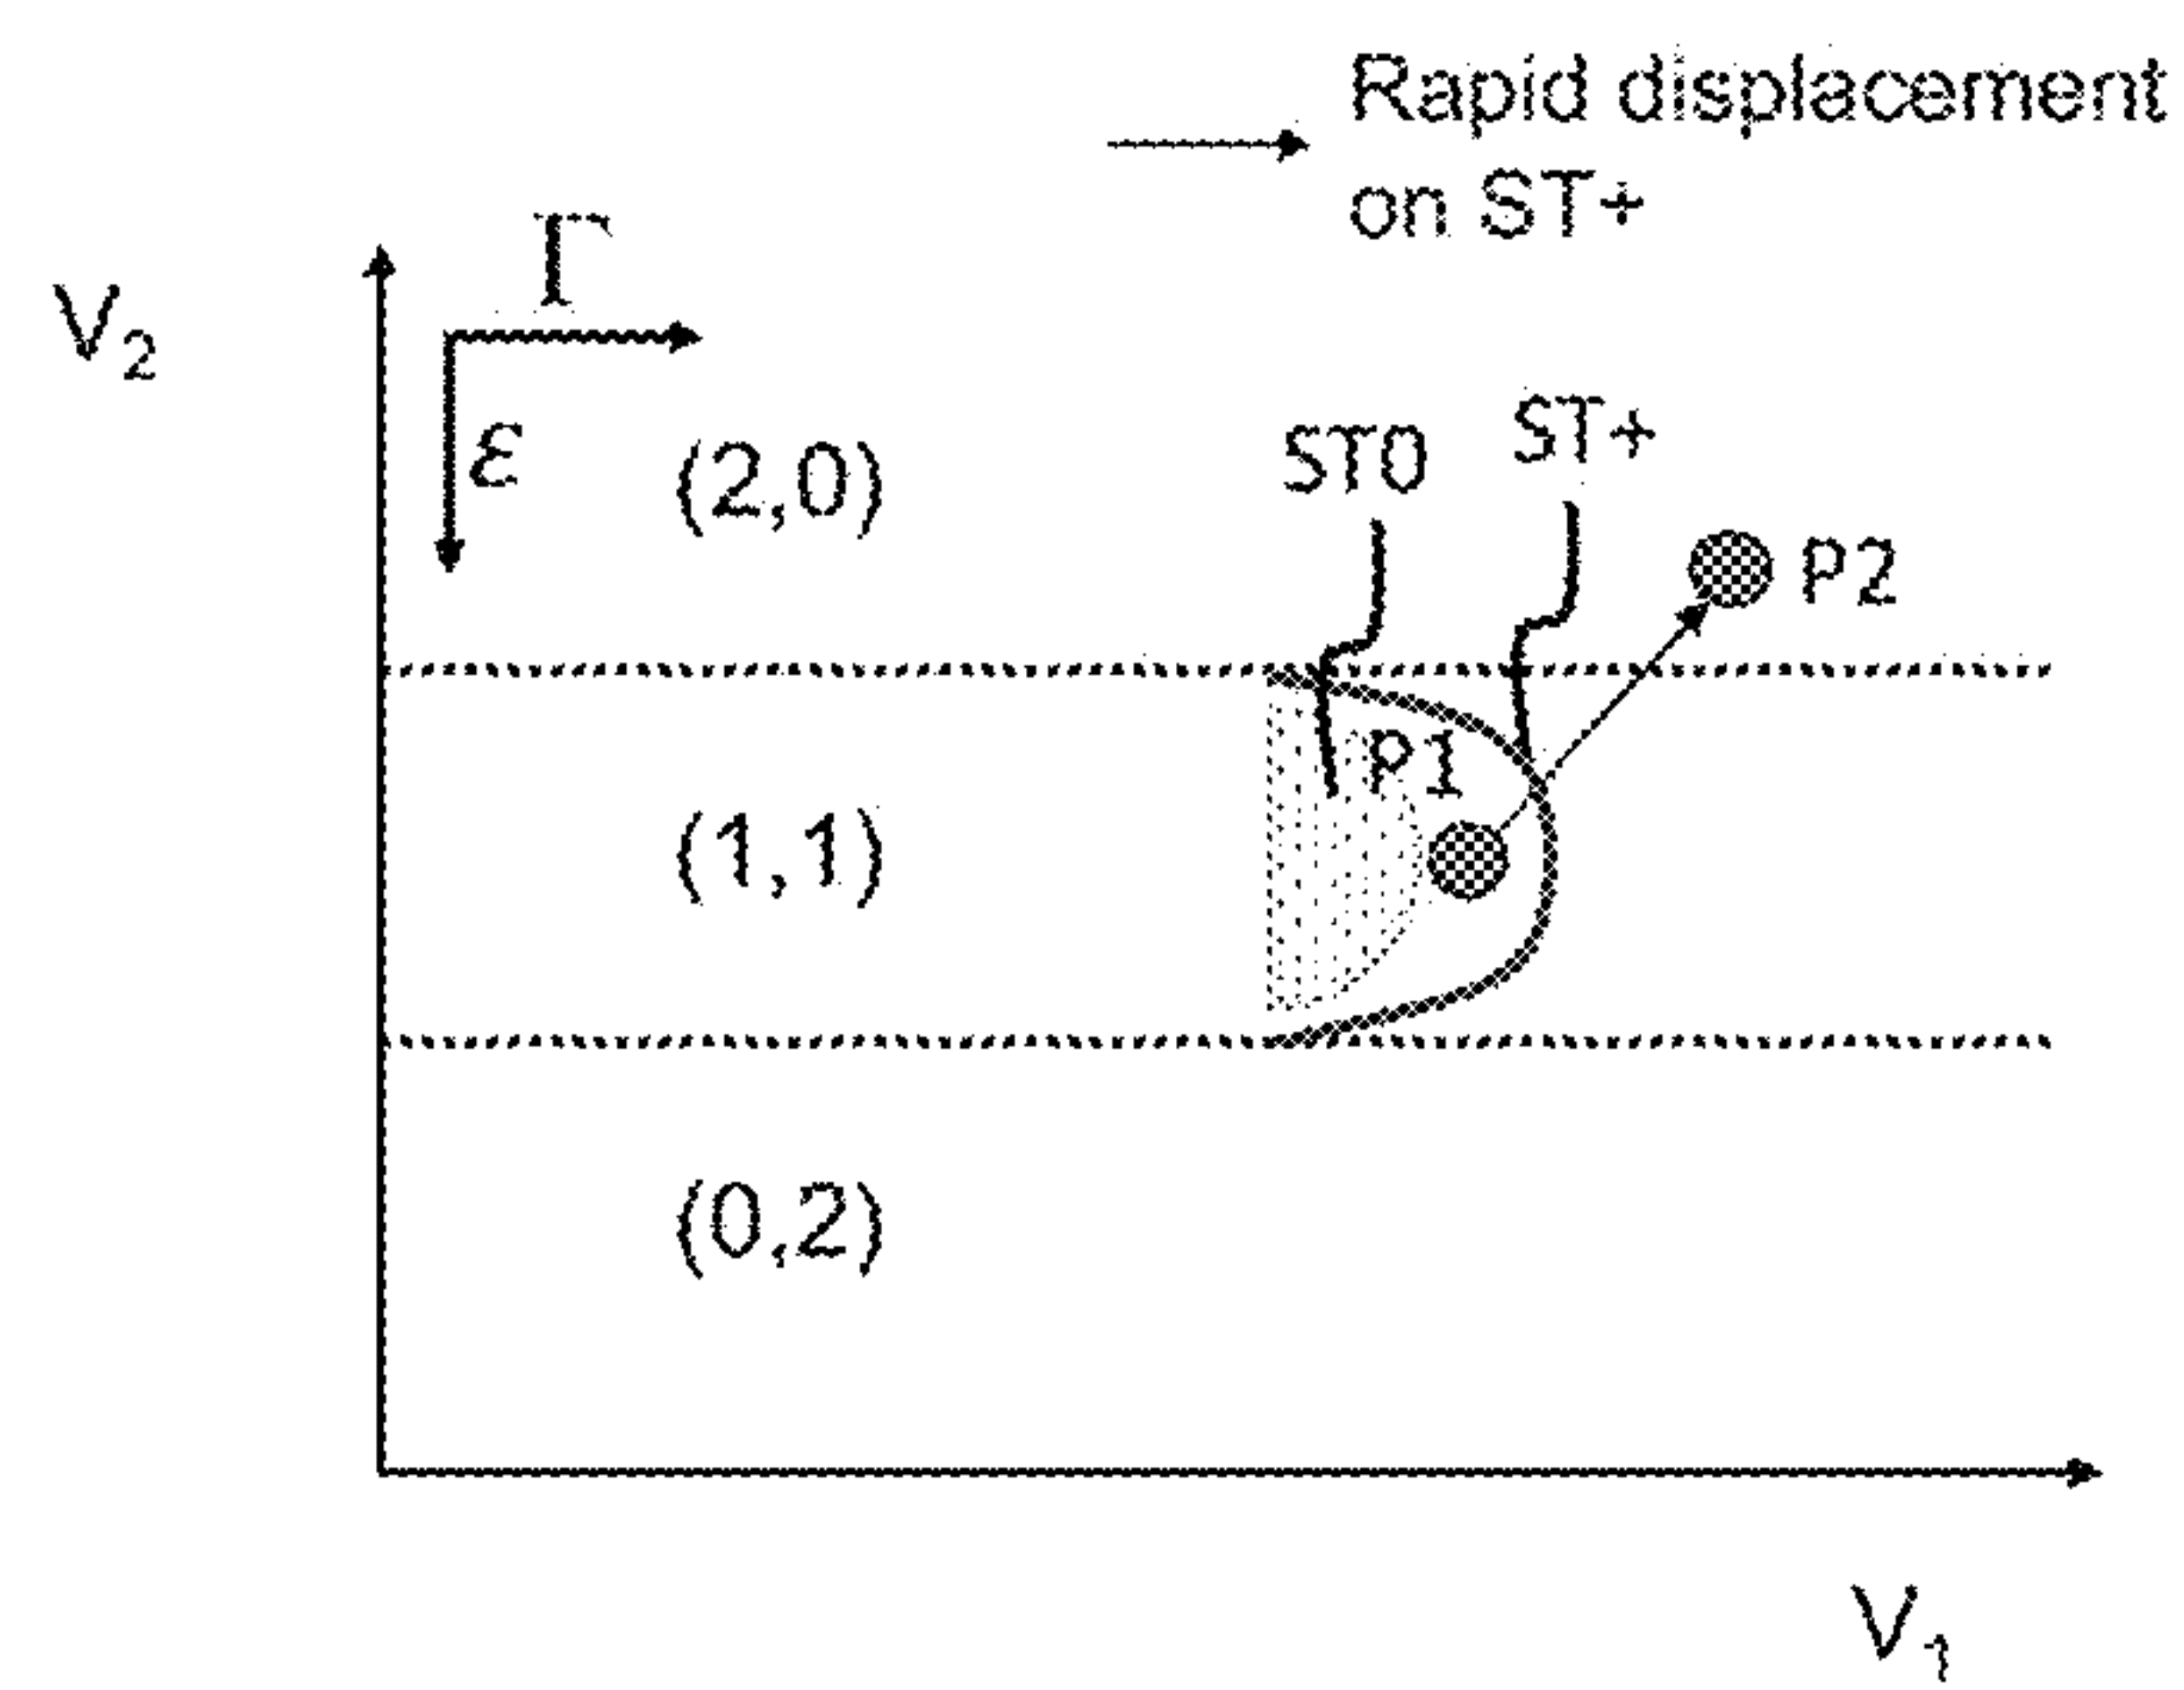 Rapid displacement
on ST+
Γ
V2
ε
(2,0)
ST0
ST+
P2
P1
(1,1)
(0,2)
V1